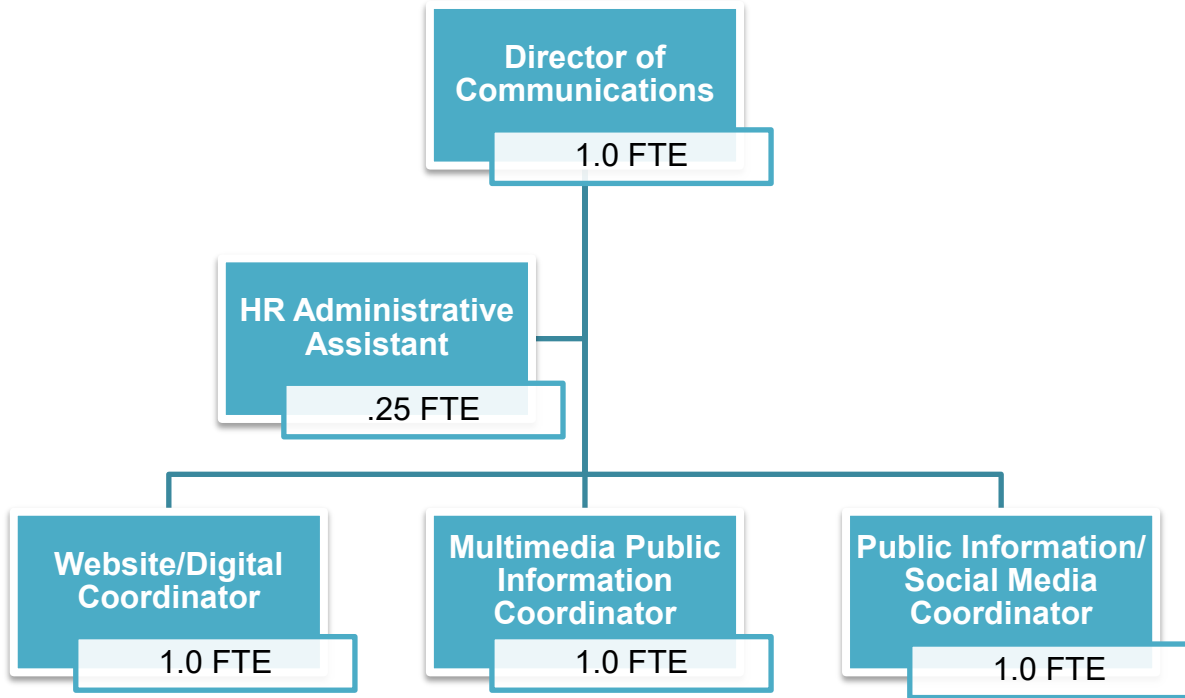 Director of
Communications
1.0 FTE
HR Administrative
Assistant
.25 FTE
Website/Digital
Coordinator
1.0 FTE
Multimedia Public
Information
Coordinator
1.0 FTE
Public Information/
Social Media
Coordinator
1.0 FTE